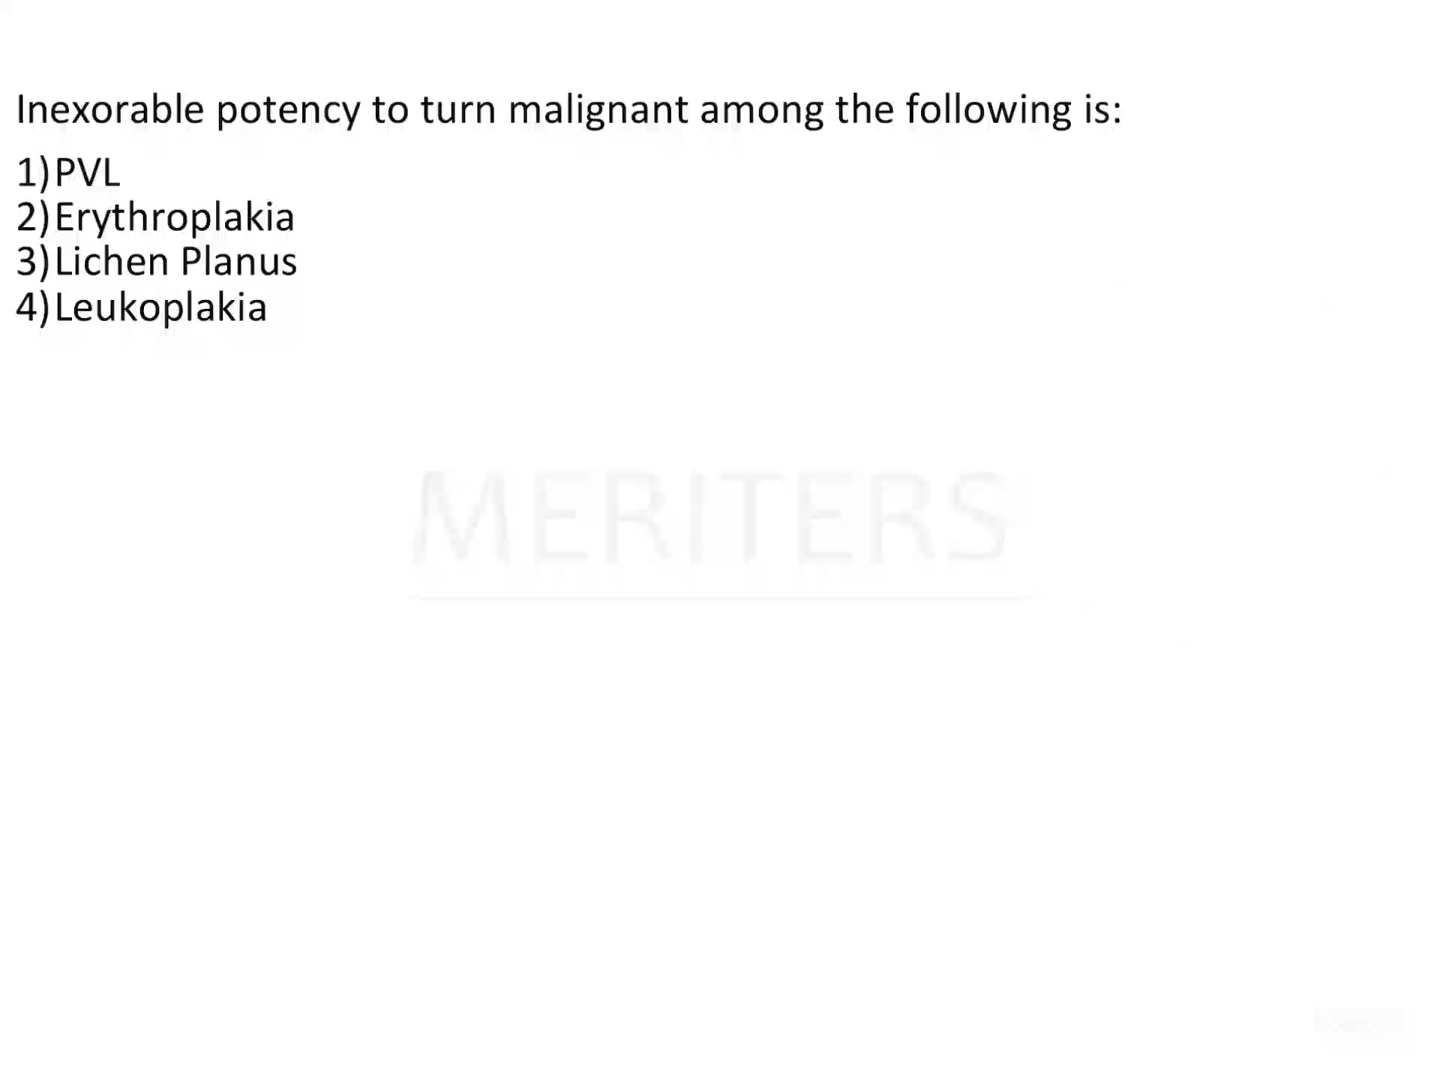 Inexorable potency to turn malignant among the following is:
1)PVL
2)Erythroplakia
3)Lichen Planus
4)Leukoplakia
MERITERS